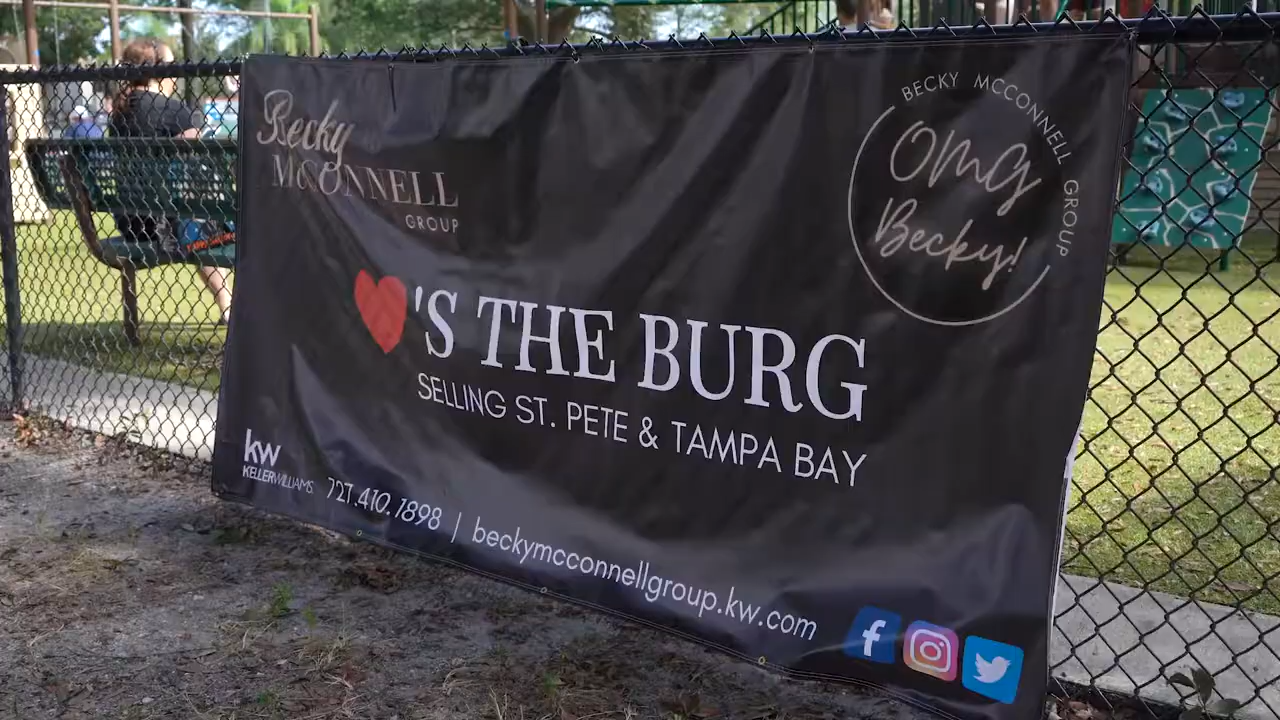 Becky
MCCONNELL
GROUP
BECKY MCCONNELL GROUP
OMG
Becky!
'S THE BURG
SELLING ST. PETE & TAMPA BAY
kw
KELLERWILLIAMS.
727.410.1898 | beckymcconnellgroup.kw.com